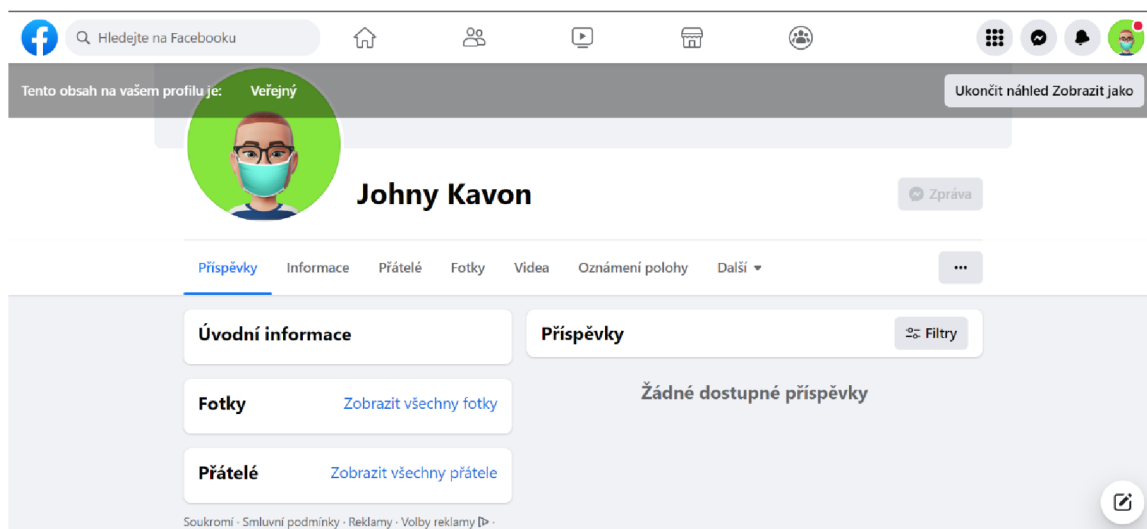 Hledejte na Facebooku
Tento obsah na vašem profilu je: Veřejný
Ukončit náhled Zobrazit jako
Johny Kavon
Zpráva
Příspěvky Informace Přátelé Fotky Videa Oznámení polohy Další
Úvodní informace
Příspěvky
Filtry
Žádné dostupné příspěvky
Fotky
Zobrazit všechny fotky
Přátelé
Zobrazit všechny přátele
Soukromí · Smluvní podmínky · Reklamy · Volby reklamy ·